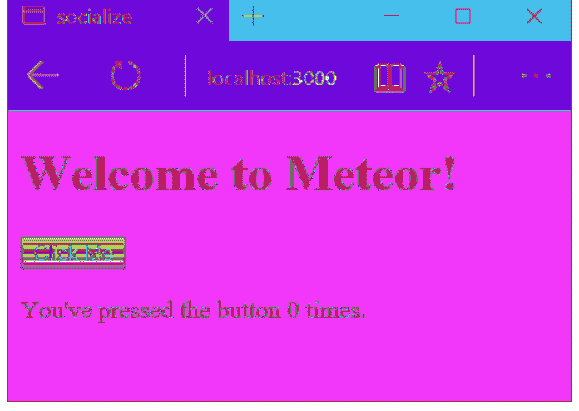 socialize
localhost:3000
Welcome to Meteor!
Click Me
You've pressed the button 0 times.